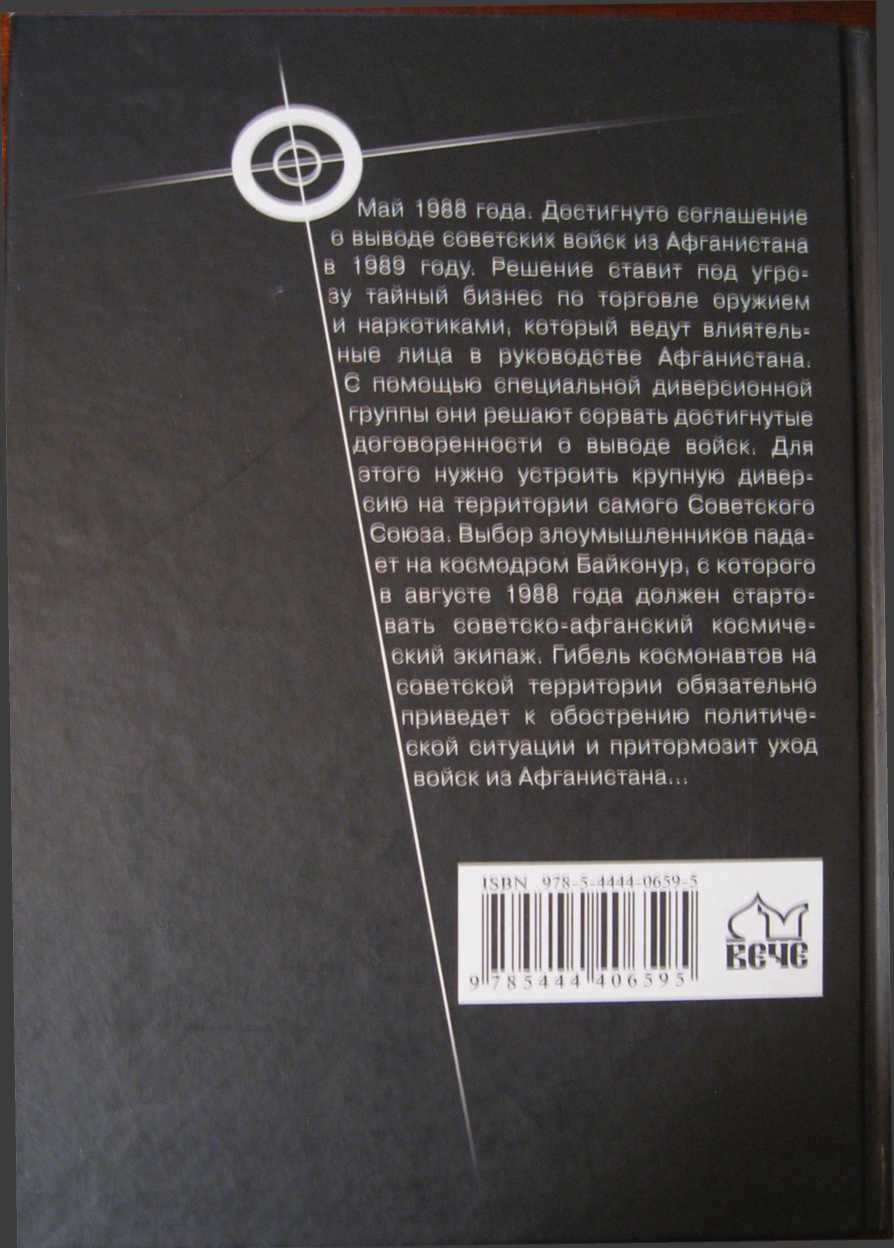 Май 1988 года. Достигнуто соглашение
о выводе советских войск из Афганистана
в 1989 году. Решение ставит под угро-
зу тайный бизнес по торговле оружием
и наркотиками, который ведут влиятель-
ные лица в руководстве Афганистана.
С помощью специальной диверсионной
группы они решают сорвать достигнутые
договоренности о выводе войск. Для
этого нужно устроить крупную дивер-
сию на территории самого Советского
Союза. Выбор злоумышленников пада-
ет на космодром Байконур, с которого
в августе 1988 года должен старто-
вать советско-афганский космиче-
ский экипаж. Гибель космонавтов на
советской территории обязательно
приведет к обострению политиче-
ской ситуации и притормозит уход
войск из Афганистана...
ISBN 978-5-4444-0659-5
9 785444 406595
ВЕЧЕ